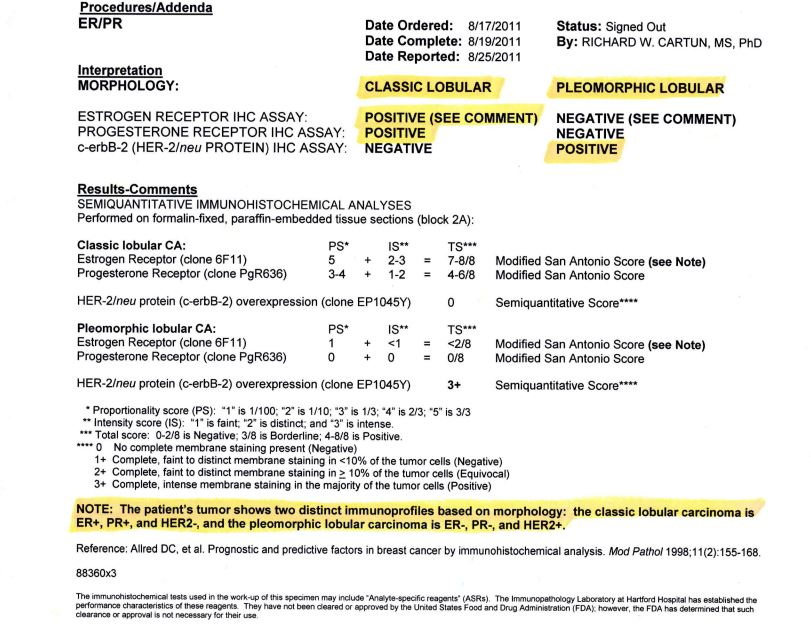 Procedures/Addenda
ER/PR
Date Ordered: 8/17/2011
Status: Signed Out
Date Complete: 8/19/2011
By: RICHARD W. CARTUN, MS, PhD
Date Reported: 8/25/2011
Interpretation
MORPHOLOGY: CLASSIC LOBULAR PLEOMORPHIC LOBULAR
ESTROGEN RECEPTOR IHC ASSAY: POSITIVE (SEE COMMENT) NEGATIVE (SEE COMMENT)
PROGESTERONE RECEPTOR IHC ASSAY: POSITIVE NEGATIVE
c-erbB-2 (HER-2/neu PROTEIN) IHC ASSAY: NEGATIVE POSITIVE
Results-Comments
SEMIQUANTITATIVE IMMUNOHISTOCHEMICAL ANALYSES
Performed on formalin-fixed, paraffin-embedded tissue sections (block 2A):
Classic lobular CA: PS* IS** TS***
Estrogen Receptor (clone 6F11) 5 + 2-3 = 7-8/8 Modified San Antonio Score (see Note)
Progesterone Receptor (clone PgR636) 3-4 + 1-2 = 4-6/8 Modified San Antonio Score
HER-2/neu protein (c-erbB-2) overexpression (clone EP1045Y) 0 Semiquantitative Score****
Pleomorphic lobular CA: PS* IS** TS***
Estrogen Receptor (clone 6F11) 1 + <1 = <2/8 Modified San Antonio Score (see Note)
Progesterone Receptor (clone PgR636) 0 + 0 = 0/8 Modified San Antonio Score
HER-2/neu protein (c-erbB-2) overexpression (clone EP1045Y) 3+ Semiquantitative Score****
* Proportionality score (PS): "1" is 1/100; "2" is 1/10; "3" is 1/3; "4" is 2/3; "5" is 3/3
** Intensity score (IS): "1" is faint; "2" is distinct; and "3" is intense.
*** Total score: 0-2/8 is Negative; 3/8 is Borderline; 4-8/8 is Positive.
**** 0 No complete membrane staining present (Negative)
1+ Complete, faint to distinct membrane staining in <10% of the tumor cells (Negative)
2+ Complete, faint to distinct membrane staining in ≥ 10% of the tumor cells (Equivocal)
3+ Complete, intense membrane staining in the majority of the tumor cells (Positive)
NOTE: The patient's tumor shows two distinct immunoprofiles based on morphology: the classic lobular carcinoma is
ER+, PR+, and HER2-, and the pleomorphic lobular carcinoma is ER-, PR-, and HER2+.
Reference: Allred DC, et al. Prognostic and predictive factors in breast cancer by immunohistochemical analysis. Mod Pathol 1998;11(2):155-168.
88360x3
The immunohistochemical tests used in the work-up of this specimen may include "Analyte-specific reagents" (ASRs). The Immunopathology Laboratory at Hartford Hospital has established the
performance characteristics of these reagents. They have not been cleared or approved by the United States Food and Drug Administration (FDA); however, the FDA has determined that such
clearance or approval is not necessary for their use.